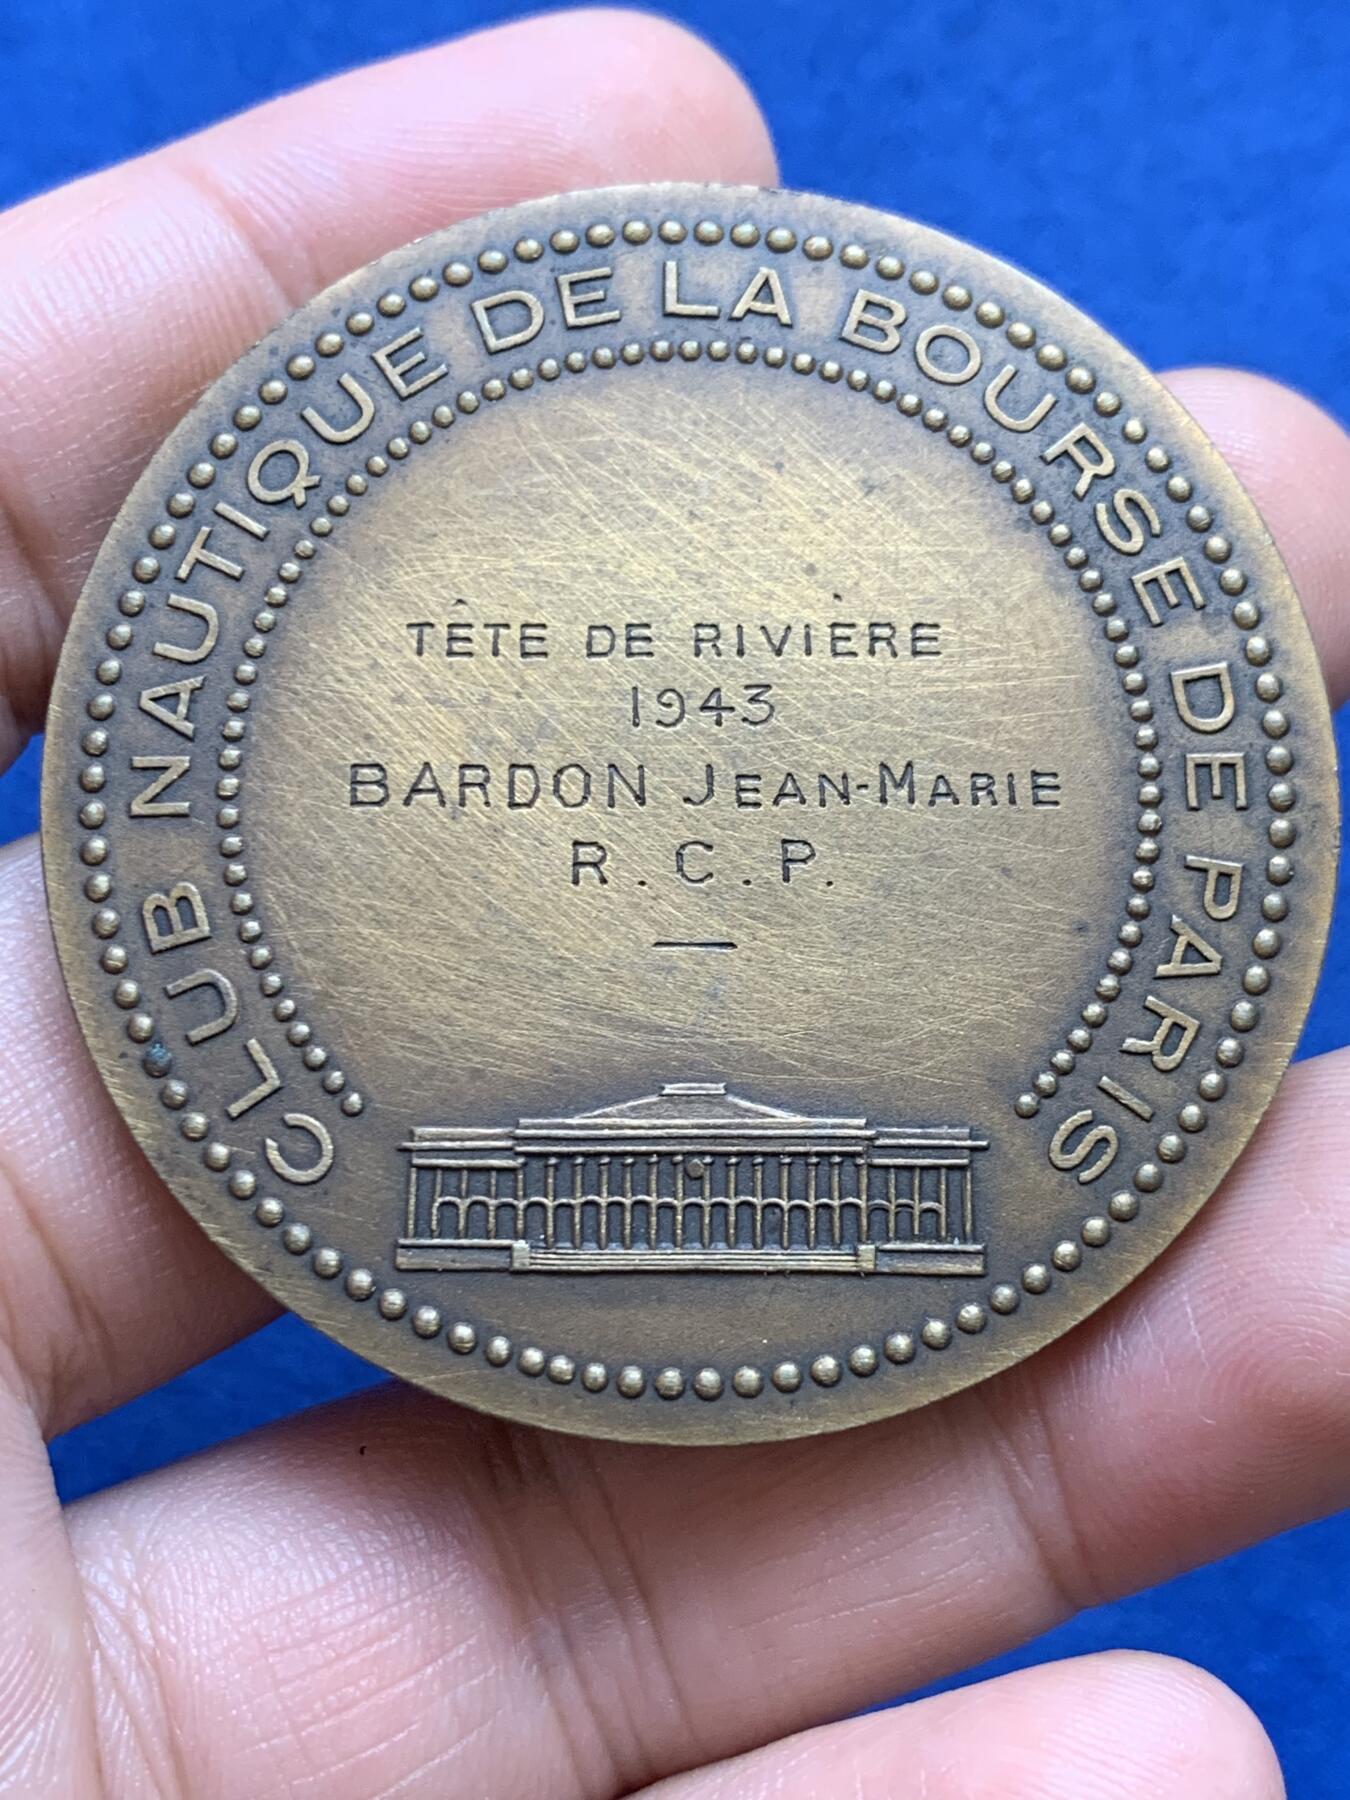 CLUB NAUTIQUE DE LA BOURSE DE PARIS
TÊTE DE RIVIÈRE
1943
BARDON JEAN-MARIE
R.C.P.